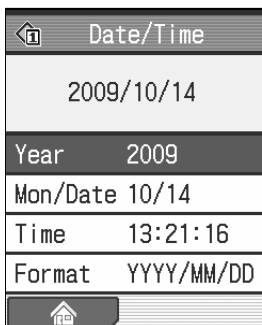 1 Date/Time
2009/10/14
Year 2009
Mon/Date 10/14
Time 13:21:16
Format YYYY/MM/DD